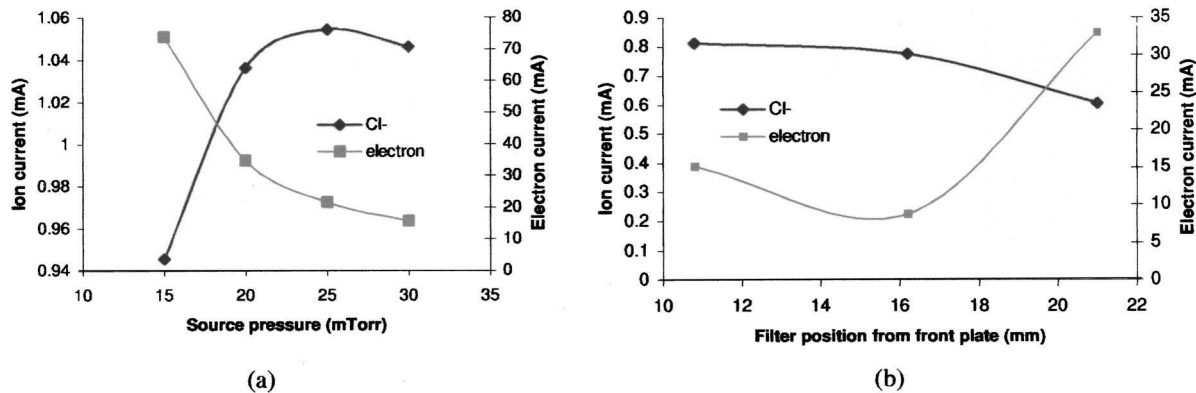 1.06
1.04
1.02
1
0.98
0.96
0.94
Ion current (mA)
80
70
60
50
40
30
20
10
0
Electron current (mA)
Cl-
electron
10 15 20 25 30 35
Source pressure (mTorr)
(a)
0.9
0.8
0.7
0.6
0.5
0.4
0.3
0.2
0.1
0
Ion current (mA)
35
30
25
20
15
10
5
0
Electron current (mA)
Cl-
electron
10 12 14 16 18 20 22
Filter position from front plate (mm)
(b)